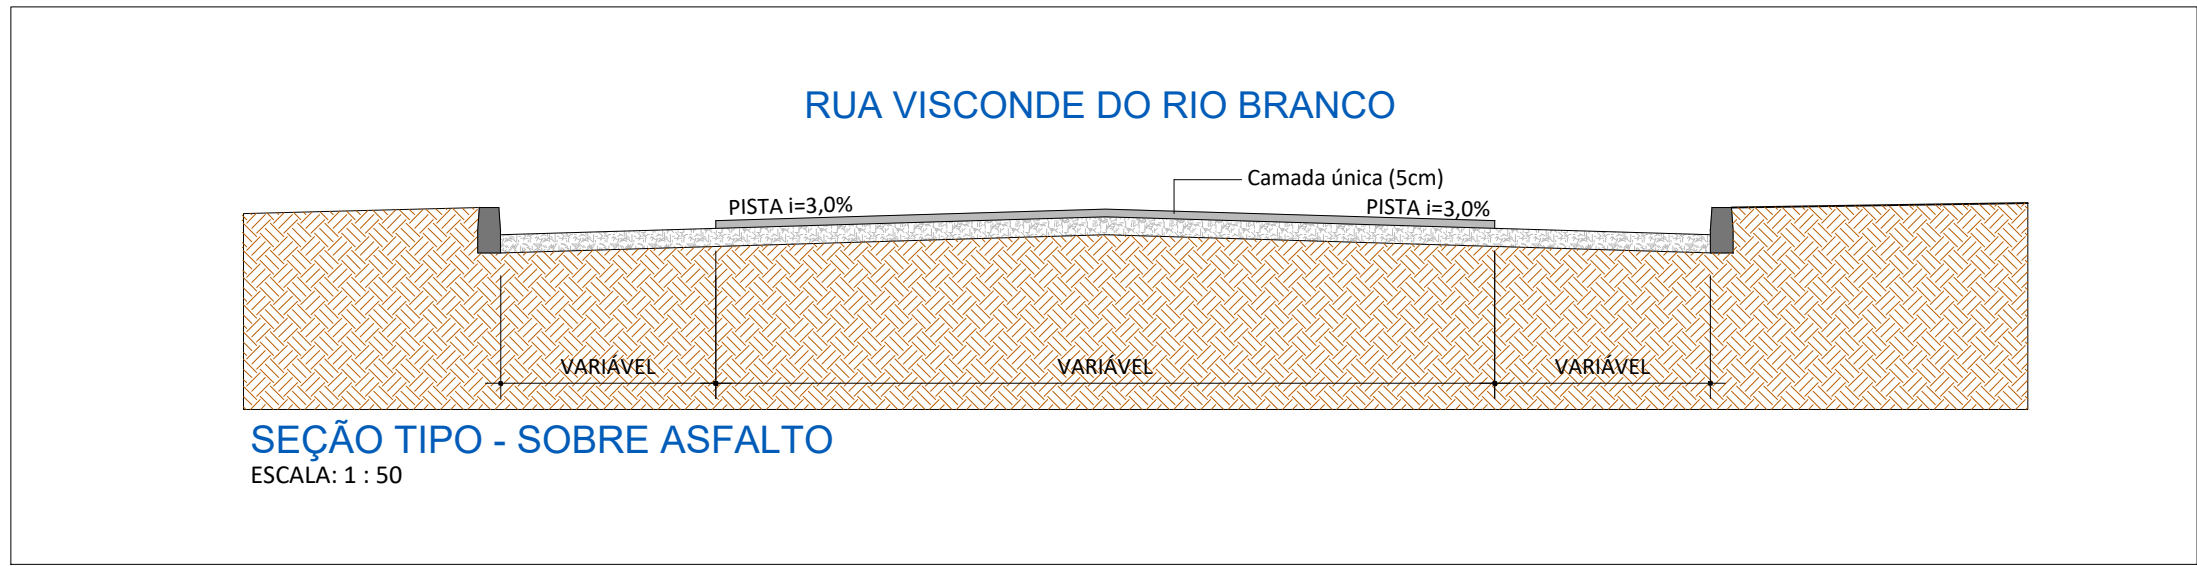 RUA VISCONDE DO RIO BRANCO
Camada única (5cm)
PISTA i=3,0%
PISTA i=3,0%
VARIÁVEL
VARIÁVEL
VARIÁVEL
SEÇÃO TIPO - SOBRE ASFALTO
ESCALA: 1 : 50